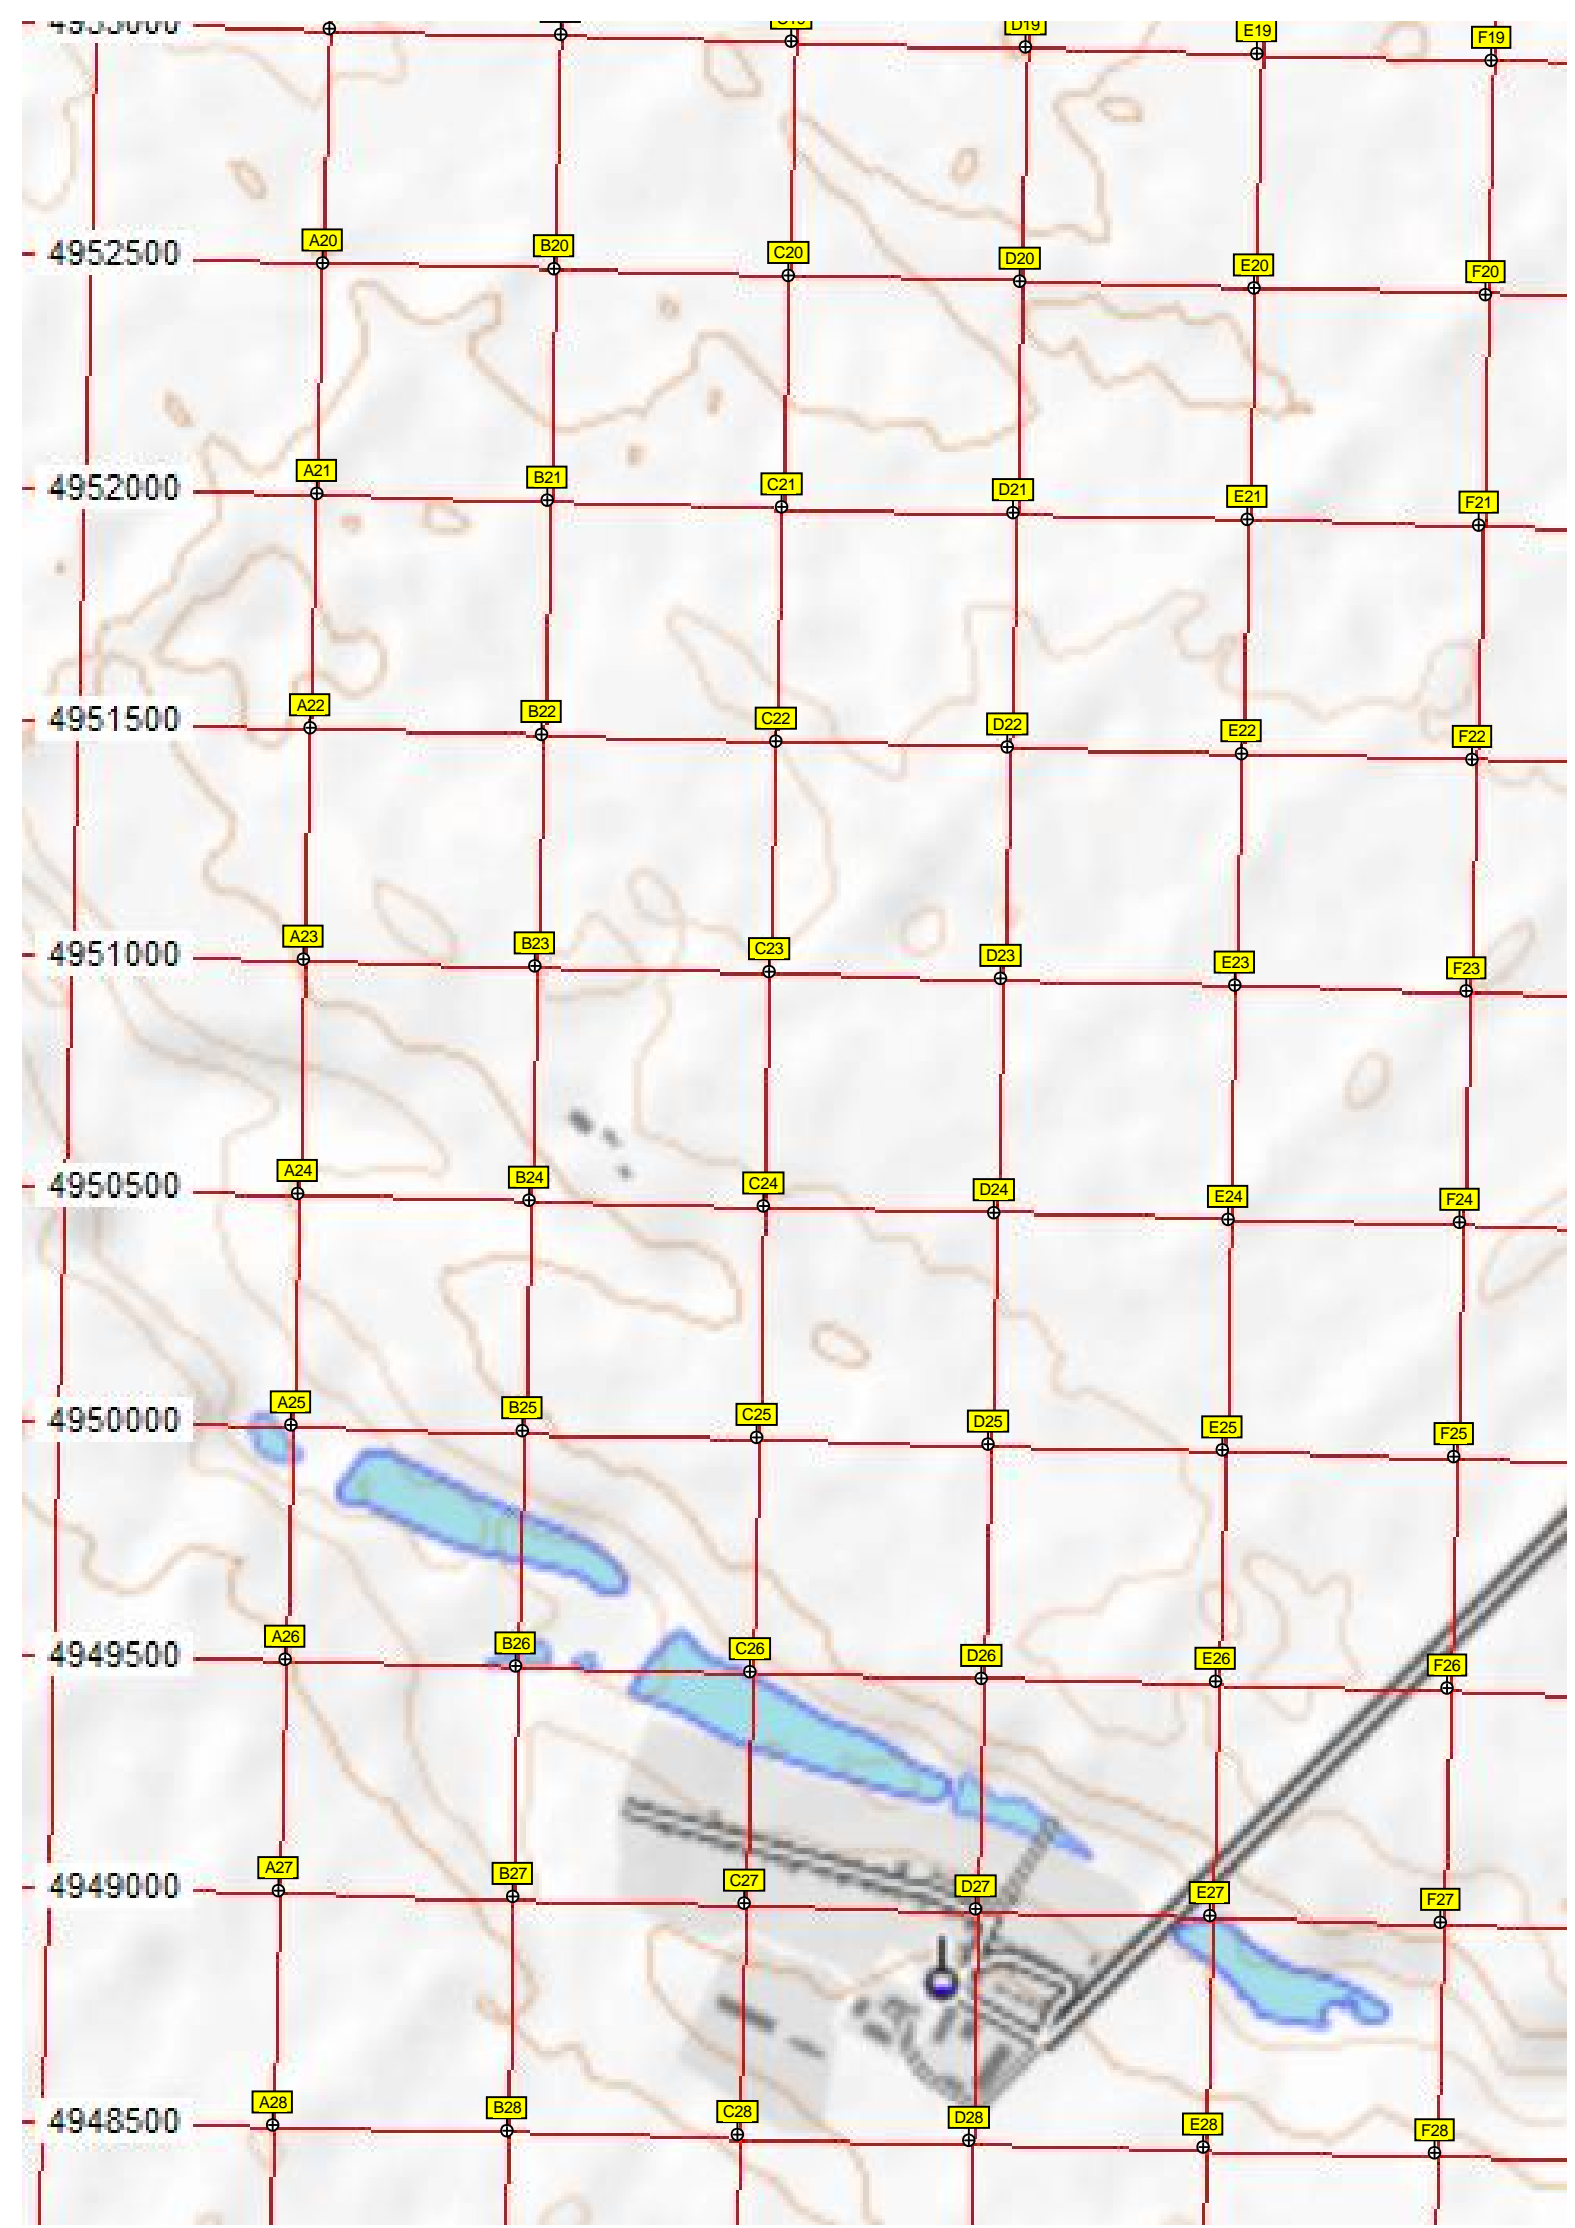 4953000
C19 D19 E19 F19
4952500 A20 B20 C20 D20 E20 F20
4952000 A21 B21 C21 D21 E21 F21
4951500 A22 B22 C22 D22 E22 F22
4951000 A23 B23 C23 D23 E23 F23
4950500 A24 B24 C24 D24 E24 F24
4950000 A25 B25 C25 D25 E25 F25
4949500 A26 B26 C26 D26 E26 F26
4949000 A27 B27 C27 D27 E27 F27
4948500 A28 B28 C28 D28 E28 F28